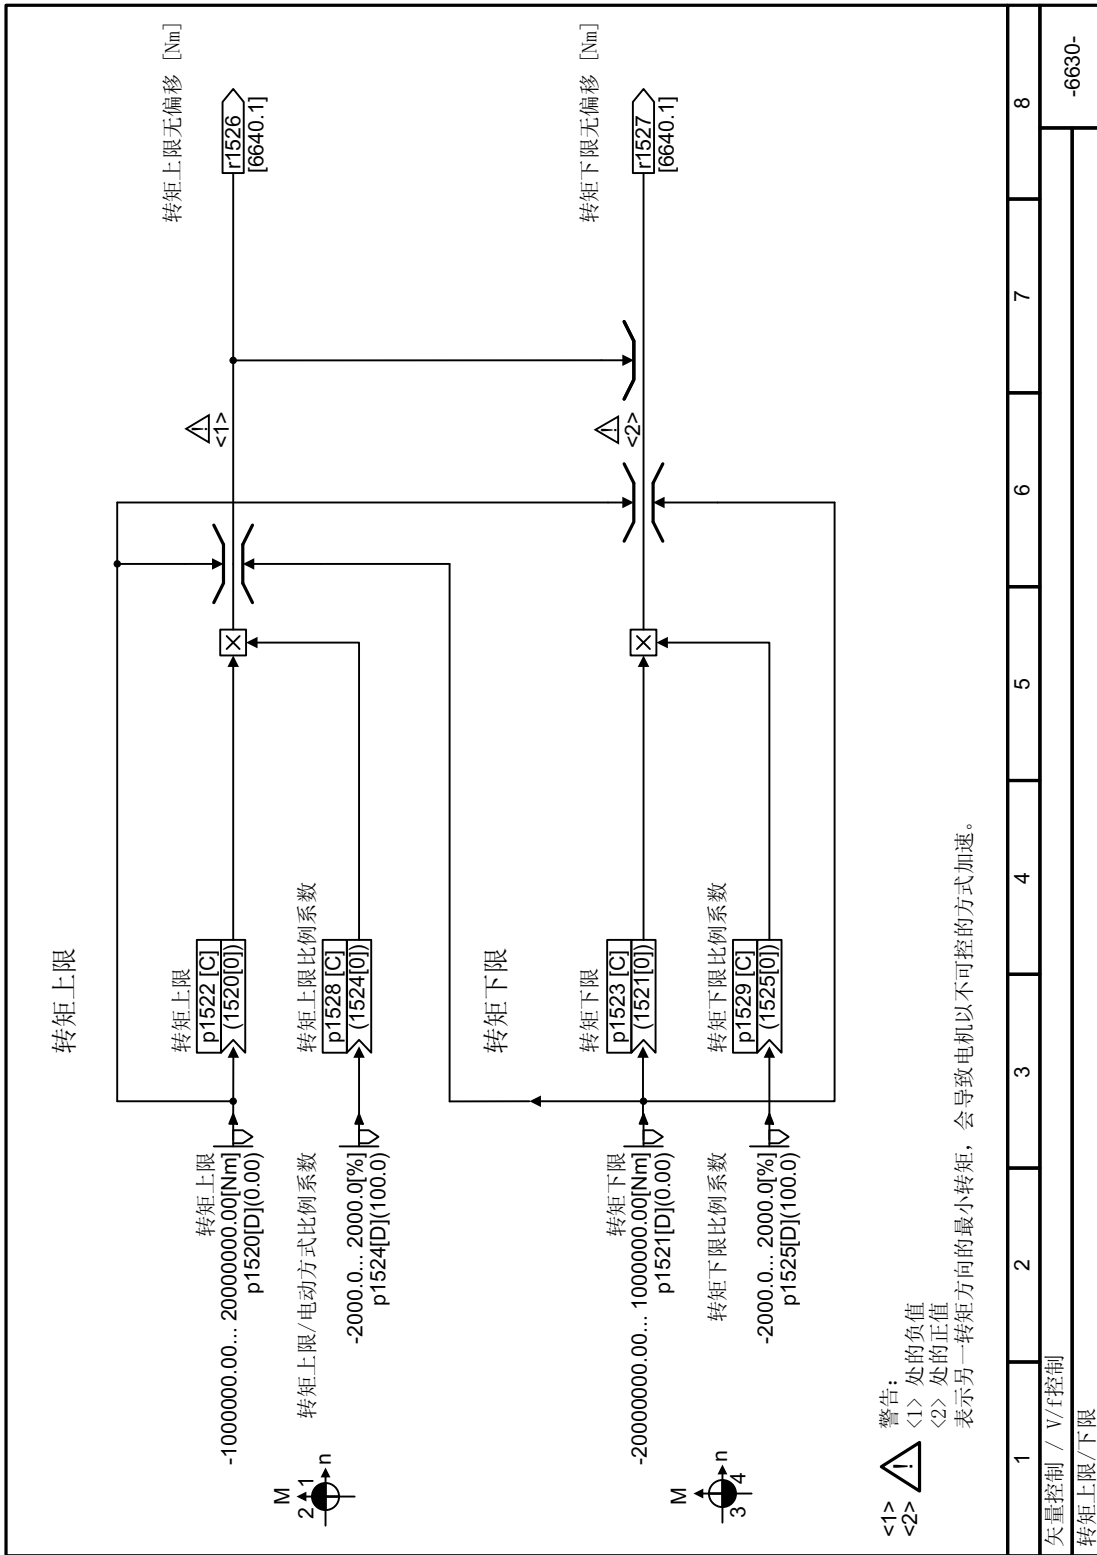 转矩上限
转矩上限
-1000000.00... 20000000.00[Nm]
p1520[D](0.00)
转矩上限
p1522 [C]
(1520[0])
转矩上限/电动方式比例系数
-2000.0... 2000.0[%]
p1524[D](100.0)
转矩上限比例系数
p1528 [C]
(1524[0])
<1>
转矩上限无偏移 [Nm]
r1526
[6640.1]
M
2 1
n
转矩下限
转矩下限
-20000000.00... 1000000.00[Nm]
p1521[D](0.00)
转矩下限
p1523 [C]
(1521[0])
转矩下限比例系数
-2000.0... 2000.0[%]
p1525[D](100.0)
转矩下限比例系数
p1529 [C]
(1525[0])
<2>
转矩下限无偏移 [Nm]
r1527
[6640.1]
M
n
3 4
<1>
<2>
警告:
<1> 处的负值
<2> 处的正值
表示另一转矩方向的最小转矩，会导致电机以不可控的方式加速。
1 2 3 4 5 6 7 8
矢量控制 / V/f控制
转矩上限/下限
-6630-